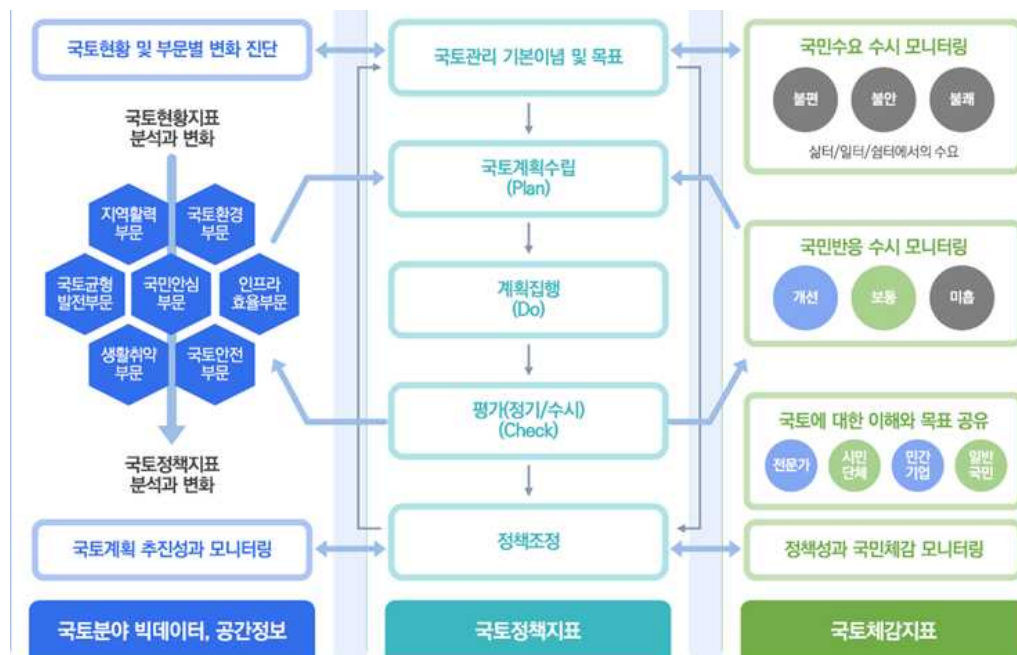 국토현황 및 부문별 변화 진단
국토현황지표
분석과 변화
지역활력
부문
국토환경
부문
국토균형
발전부문
국민안심
부문
인프라
효율부문
생활취약
부문
국토안전
부문
국토정책지표
분석과 변화
국토계획 추진성과 모니터링
국토분야 빅데이터, 공간정보
국토관리 기본이념 및 목표
국토계획수립
(Plan)
계획집행
(Do)
평가(정기/수시)
(Check)
정책조정
국토정책지표
국민수요 수시 모니터링
불편
불안
불쾌
삶터/일터/쉼터에서의 수요
국민반응 수시 모니터링
개선
보통
미흡
국토에 대한 이해와 목표 공유
전문가
시민
단체
민간
기업
일반
국민
정책성과 국민체감 모니터링
국토체감지표